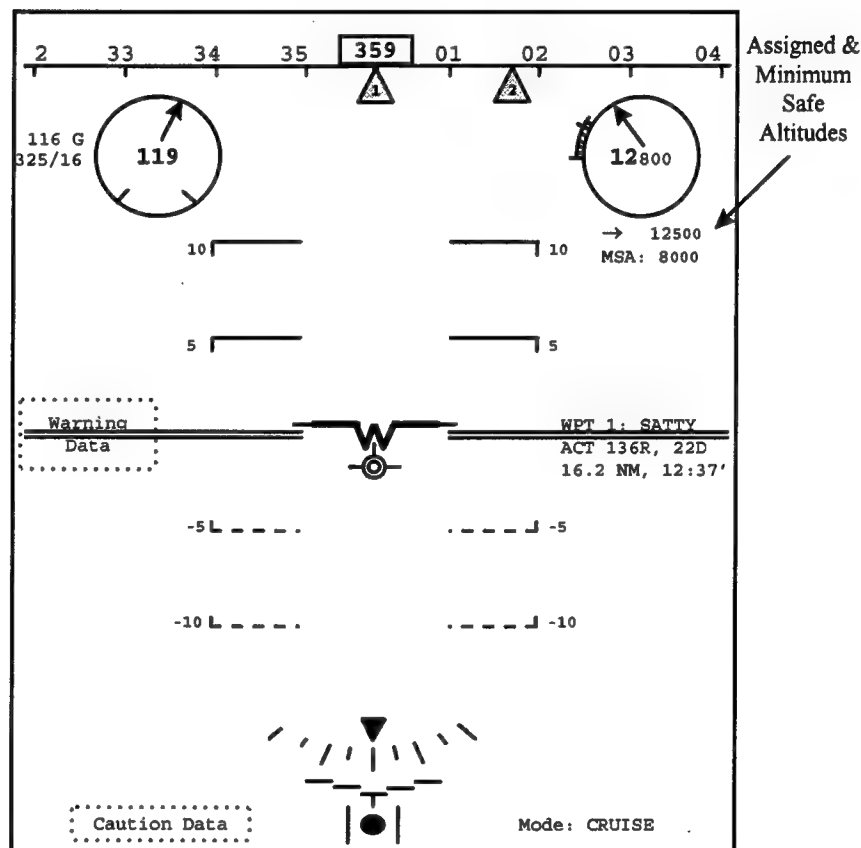 2 33 34 35 359 01 02 03 04
1 2
Assigned &
Minimum
Safe
Altitudes
116 G
325/16
119
12800
→ 12500
MSA: 8000
10 10
5 5
Warning
Data
WPT 1: SATTY
ACT 136R, 22D
16.2 NM, 12:37'
-5 -5
-10 -10
Caution Data
Mode: CRUISE